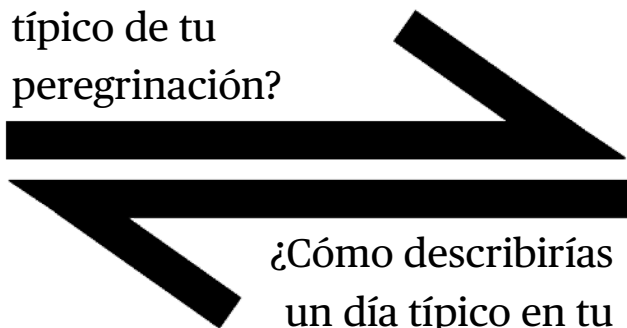 típico de tu
peregrinación?
¿Cómo describirías
un día típico en tu